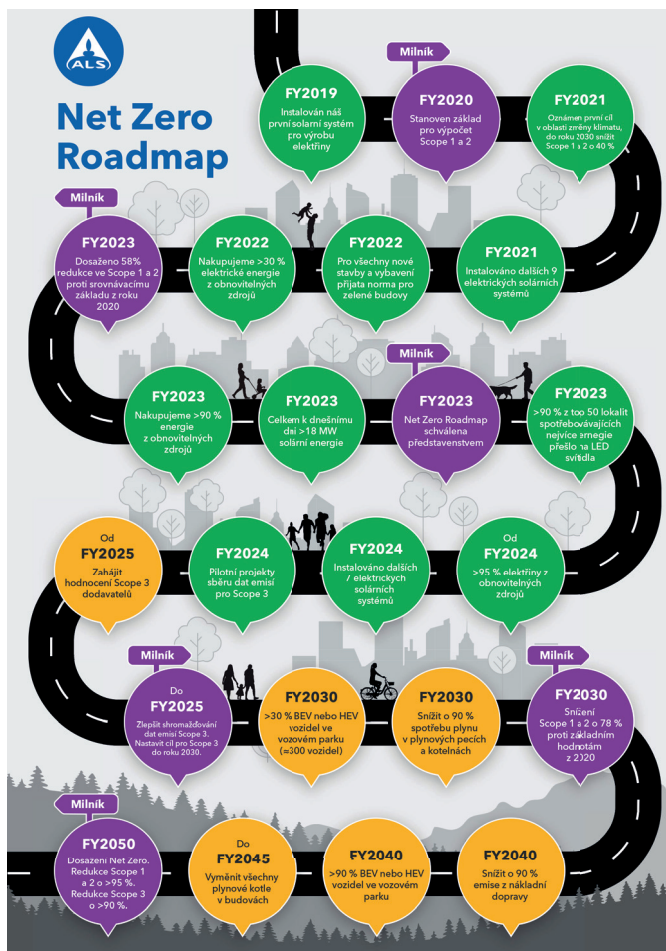 ALS
Net Zero
Roadmap
FY2019
Instalován náš
první solarní systém
pro výrobu
elektřiny
Milník
FY2020
Stanoven základ
pro výpočet
Scope 1 a 2
FY2021
Oznámen první cíl
v oblasti změny klimatu,
do roku 2030 snížit
Scope 1 a 2 o 40 %
Milník
FY2023
Dosaženo 58%
redukce ve Scope 1 a 2
proti srovnávacímu
základu z roku
2020
FY2022
Nakupujeme >30 %
elektrické energie
z obnovitelných
zdrojů
FY2022
Pro všechny nové
stavby a vybavení
přijata norma pro
zelené budovy
FY2021
Instalováno dalších 9
elektrických solárních
systémů
FY2023
Nakupujeme >90 %
energie
z obnovitelných
zdrojů
FY2023
Celkem k dnešnímu
dni >18 MW
solární energie
Milník
FY2023
Net Zero Roadmap
schválena
představenstvem
FY2023
>90 % z top 50 lokalit
spotřebovávajících
nejvíce energie
přešlo na LED
svítidla
Od
FY2025
Zahájit
hodnocení Scope 3
dodavatelů
FY2024
Pilotní projekty
sběru dat emisí
pro Scope 3
FY2024
Instalováno dalších
7 elektrických
solárních
systémů
Od
FY2024
>95 % elektřiny z
obnovitelných
zdrojů
Milník
Do
FY2025
Zlepšit shromažďování
dat emisí Scope 3.
Nastavit cíl pro Scope 3
do roku 2030.
FY2030
>30 % BEV nebo HEV
vozidel ve
vozovém parku
(≈300 vozidel)
FY2030
Snížit o 90 %
spotřebu plynu
v plynových pecích
a kotelnách
Milník
FY2030
Snížení
Scope 1 a 2 o 78 %
proti základním
hodnotám
z 2020
Milník
FY2050
Dosažení Net Zero.
Redukce Scope 1
a 2 o >95 %.
Redukce Scope 3
o >90 %.
Do
FY2045
Vyměnit všechny
plynové kotle
v budovách
FY2040
>90 % BEV nebo HEV
vozidel ve vozovém
parku
FY2040
Snížit o 90 %
emise z nákladní
dopravy